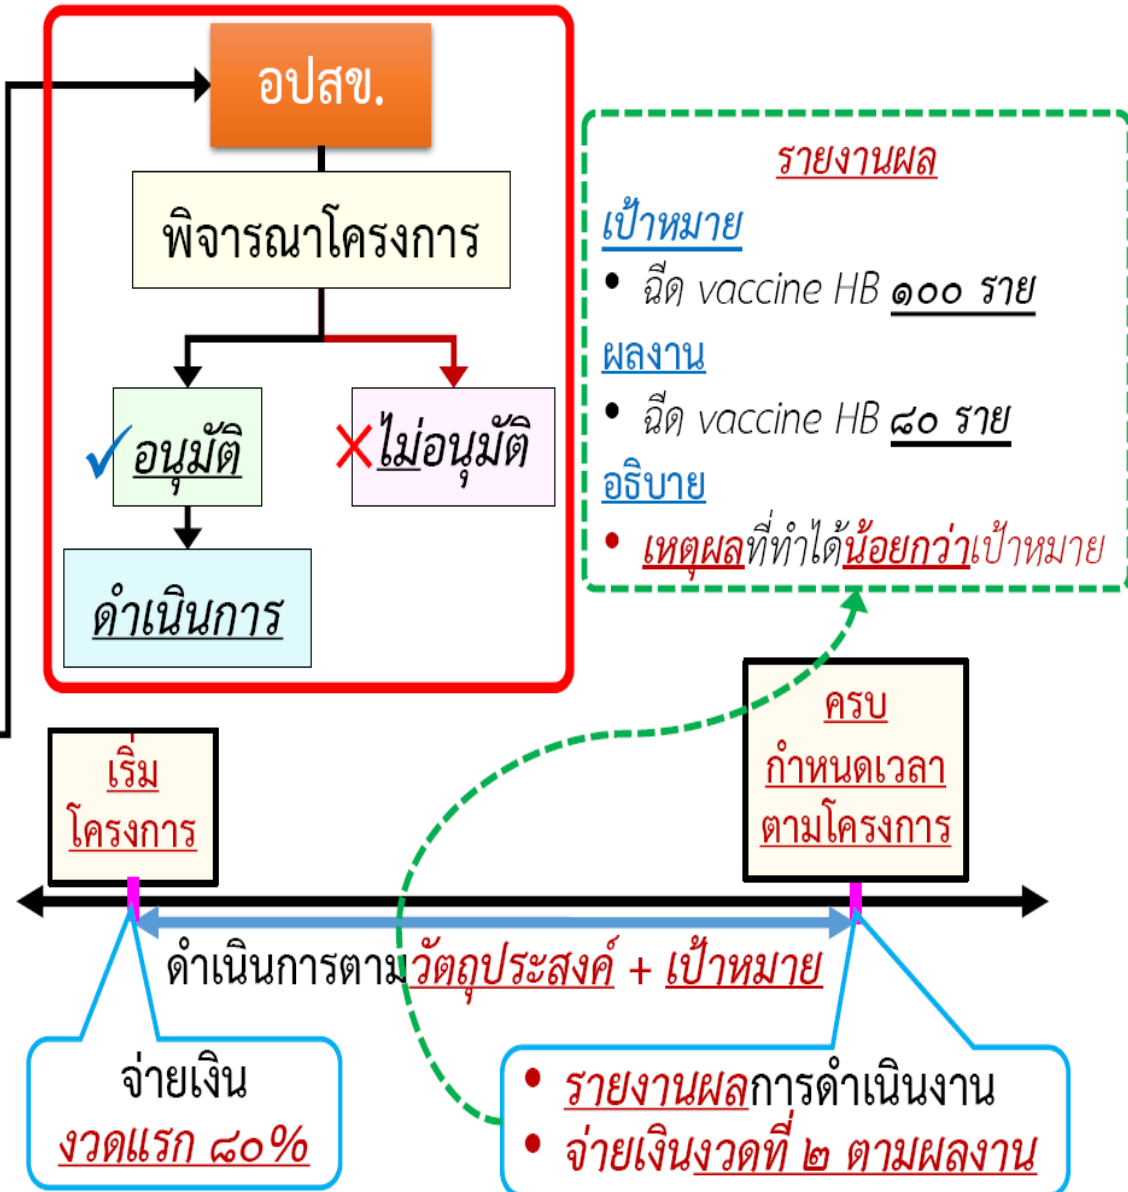 อปสข.
พิจารณาโครงการ
อนุมัติ
ไม่อนุมัติ
ดำเนินการ
รายงานผล
เป้าหมาย
• ฉีด vaccine HB ๑๐๐ ราย
ผลงาน
• ฉีด vaccine HB ๘๐ ราย
อธิบาย
• เหตุผลที่ทำได้น้อยกว่าเป้าหมาย
เริ่ม
โครงการ
ครบ
กำหนดเวลา
ตามโครงการ
ดำเนินการตามวัตถุประสงค์ + เป้าหมาย
จ่ายเงิน
งวดแรก ๘๐%
• รายงานผลการดำเนินงาน
• จ่ายเงินงวดที่ ๒ ตามผลงาน